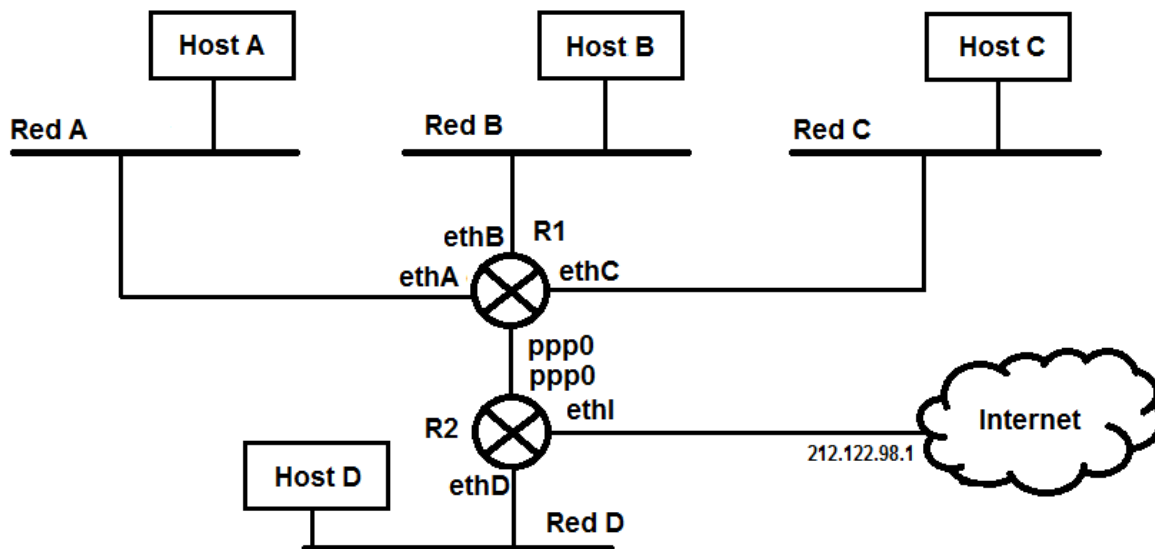 Host A
Host B
Host C
Red A
Red B
Red C
ethB
R1
ethA
ethC
ppp0
ppp0
R2
ethI
Internet
212.122.98.1
Host D
ethD
Red D